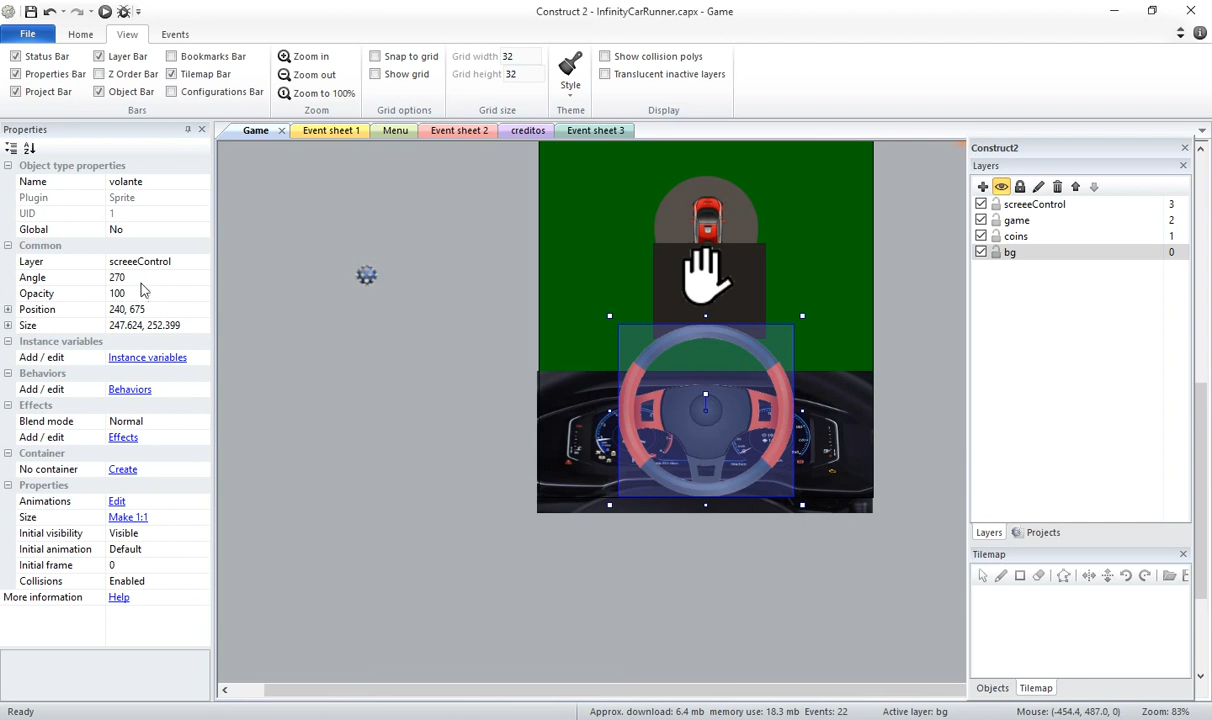 Construct 2 - InfinityCarRunner.capx - Game
File Home View Events
Status Bar Layer Bar Bookmarks Bar
Properties Bar Z Order Bar Tilemap Bar
Project Bar Object Bar Configurations Bar
Bars
Zoom in
Zoom out
Zoom to 100%
Zoom
Snap to grid
Show grid
Grid options
Grid width 32
Grid height 32
Grid size
Style
Theme
Show collision polys
Translucent inactive layers
Display
Properties
Game Event sheet 1 Menu Event sheet 2 creditos Event sheet 3
Object type properties
Name volante
Plugin Sprite
UID 1
Global No
Common
Layer screeeControl
Angle 270
Opacity 100
Position 240, 675
Size 247.624, 252.399
Instance variables
Add / edit Instance variables
Behaviors
Add / edit Behaviors
Effects
Blend mode Normal
Add / edit Effects
Container
No container Create
Properties
Animations Edit
Size Make 1:1
Initial visibility Visible
Initial animation Default
Initial frame 0
Collisions Enabled
More information Help
Construct2
Layers
screeeControl 3
game 2
coins 1
bg 0
Layers Projects
Tilemap
Objects Tilemap
Ready
Approx. download: 6.4 mb memory use: 18.3 mb Events: 22
Active layer: bg
Mouse: (-454.4, 487.0, 0)
Zoom: 83%